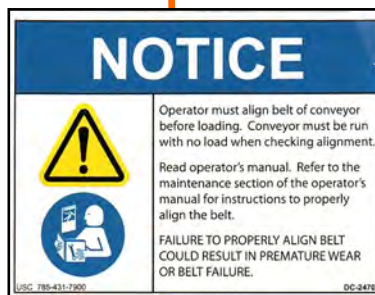 NOTICE
Operator must align belt of conveyor
before loading. Conveyor must be run
with no load when checking alignment.
Read operator's manual. Refer to the
maintenance section of the operator's
manual for instructions to properly
align the belt.
FAILURE TO PROPERLY ALIGN BELT
COULD RESULT IN PREMATURE WEAR
OR BELT FAILURE.
USC 785-431-7900
DC-2470